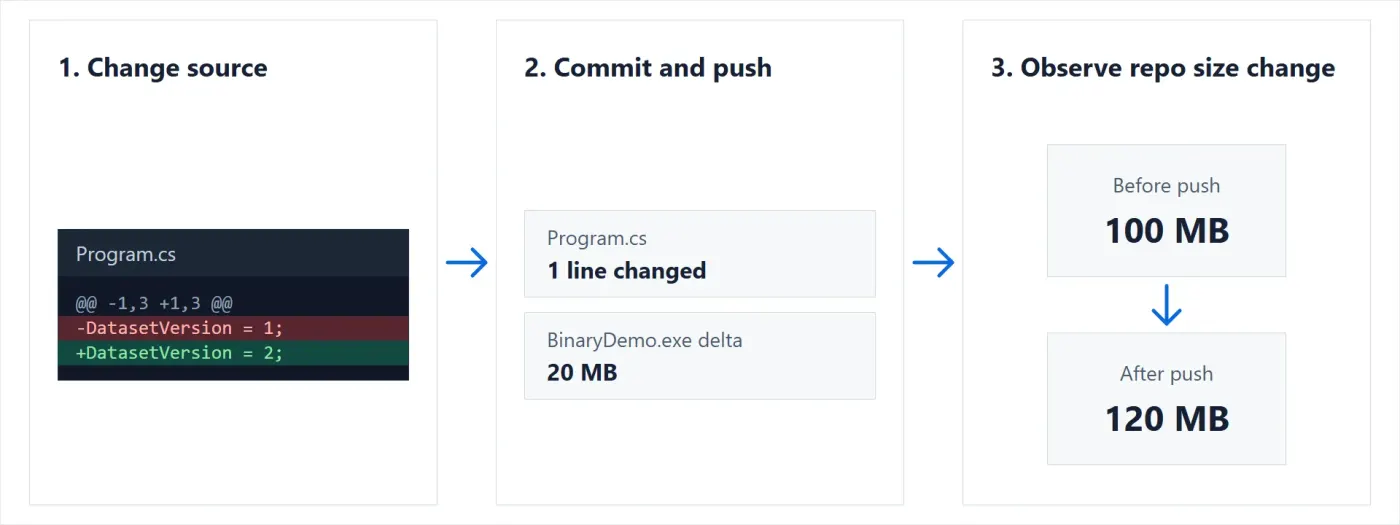 1. Change source
Program.cs
@@ -1,3 +1,3 @@
-DatasetVersion = 1;
+DatasetVersion = 2;
2. Commit and push
Program.cs
1 line changed
BinaryDemo.exe delta
20 MB
3. Observe repo size change
Before push
100 MB
After push
120 MB